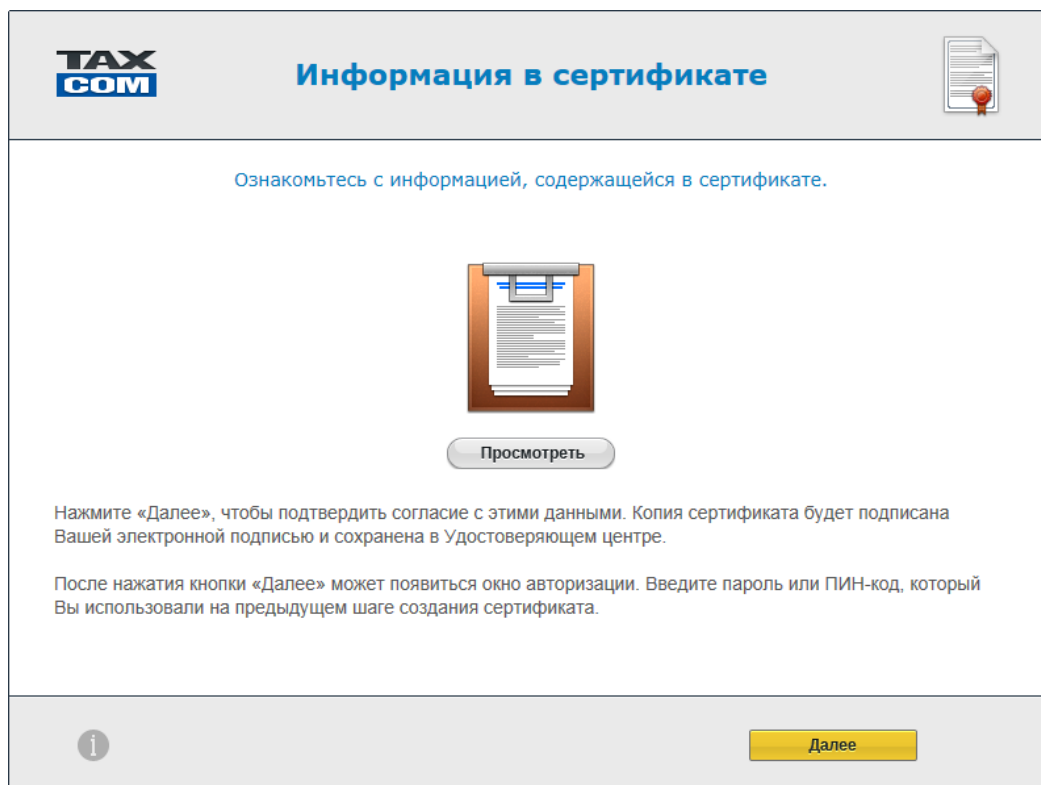 TAX
COM
Информация в сертификате
Ознакомьтесь с информацией, содержащейся в сертификате.
Просмотреть
Нажмите «Далее», чтобы подтвердить согласие с этими данными. Копия сертификата будет подписана
Вашей электронной подписью и сохранена в Удостоверяющем центре.
После нажатия кнопки «Далее» может появиться окно авторизации. Введите пароль или ПИН-код, который
Вы использовали на предыдущем шаге создания сертификата.
Далее